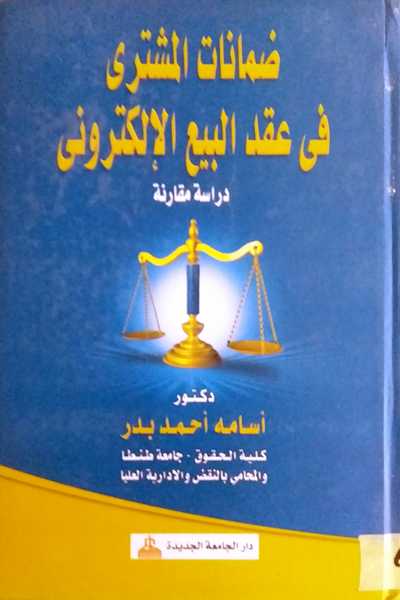 ضمانات المشترى
فى عقد البيع الإلكترونى
دراسة مقارنة
دكتور
أسامه أحمد بدر
كلية الحقوق - جامعة طنطا
والمحامى بالنقض والادارية العليا
دار الجامعة الجديدة